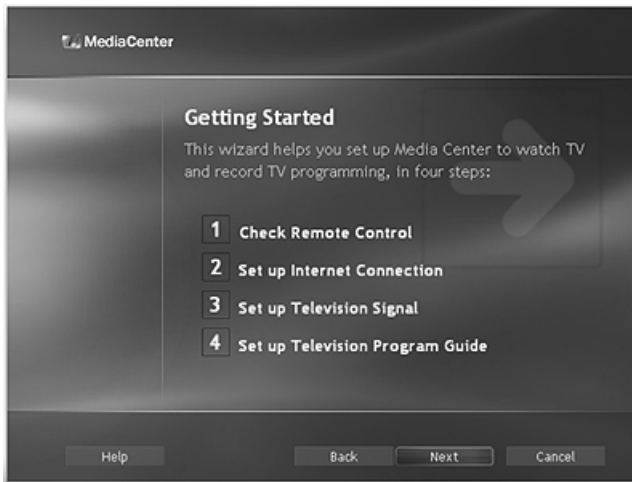 MediaCenter
Getting Started
This wizard helps you set up Media Center to watch TV
and record TV programming, in four steps:
1 Check Remote Control
2 Set up Internet Connection
3 Set up Television Signal
4 Set up Television Program Guide
Help Back Next Cancel